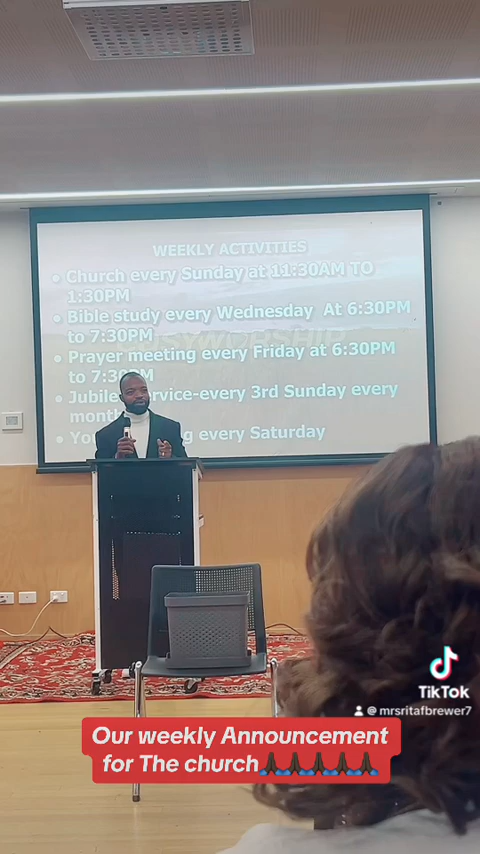 WEEKLY ACTIVITIES
• Church every Sunday at 11:30AM TO
1:30PM
• Bible study every Wednesday At 6:30PM
to 7:30PM
EASYWORSHIP
• Prayer meeting every Friday at 6:30PM
to 7:30PM
every 3rd Sunday every
every Saturday
TikTok
@mrsritafbrewer7
Our weekly Announcement
for The church🙏🏿🙏🏿🙏🏿🙏🏿🙏🏿